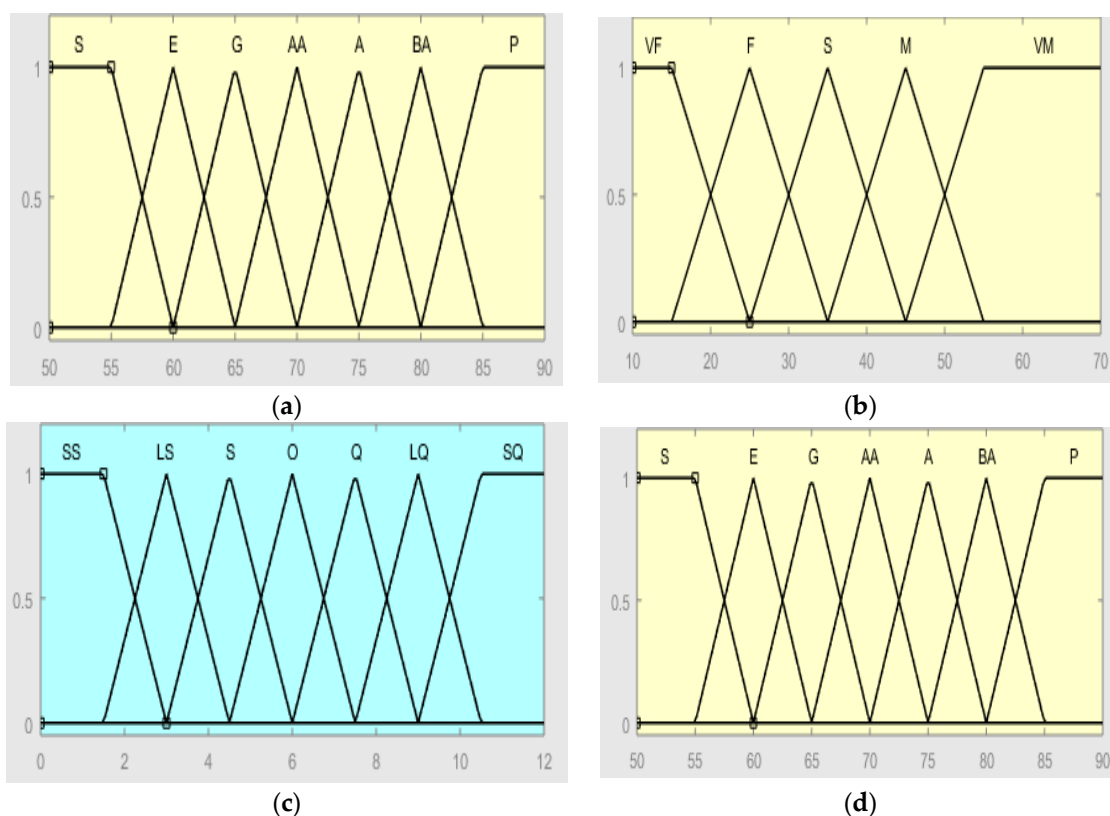 S E G AA A BA P
1
0.5
0
50 55 60 65 70 75 80 85 90
(a)
VF F S M VM
1
0.5
0
10 20 30 40 50 60 70
(b)
SS LS S O Q LQ SQ
1
0.5
0
0 2 4 6 8 10 12
(c)
S E G AA A BA P
1
0.5
0
50 55 60 65 70 75 80 85 90
(d)